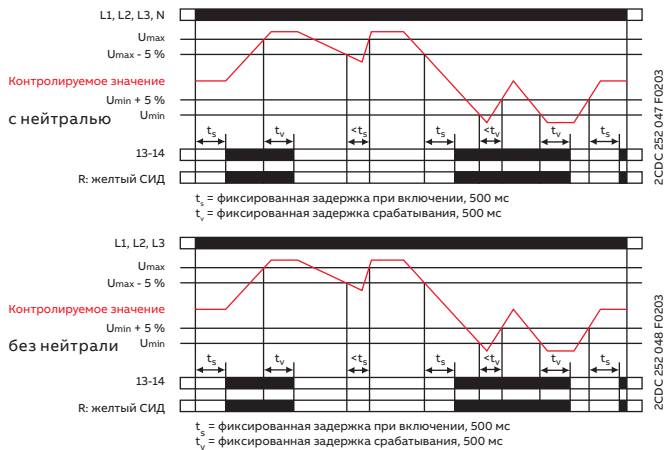 L1, L2, L3, N
Umax
Umax - 5 %
Контролируемое значение
Umin + 5 %
с нейтралью
Umin
ts tv <ts ts <tv tv ts
13-14
R: желтый СИД
ts = фиксированная задержка при включении, 500 мс
tv = фиксированная задержка срабатывания, 500 мс
2CDC 252 047 F0203
L1, L2, L3
Umax
Umax - 5 %
Контролируемое значение
Umin + 5 %
без нейтрали
Umin
ts tv <ts ts <tv tv ts
13-14
R: желтый СИД
ts = фиксированная задержка при включении, 500 мс
tv = фиксированная задержка срабатывания, 500 мс
2CDC 252 048 F0203